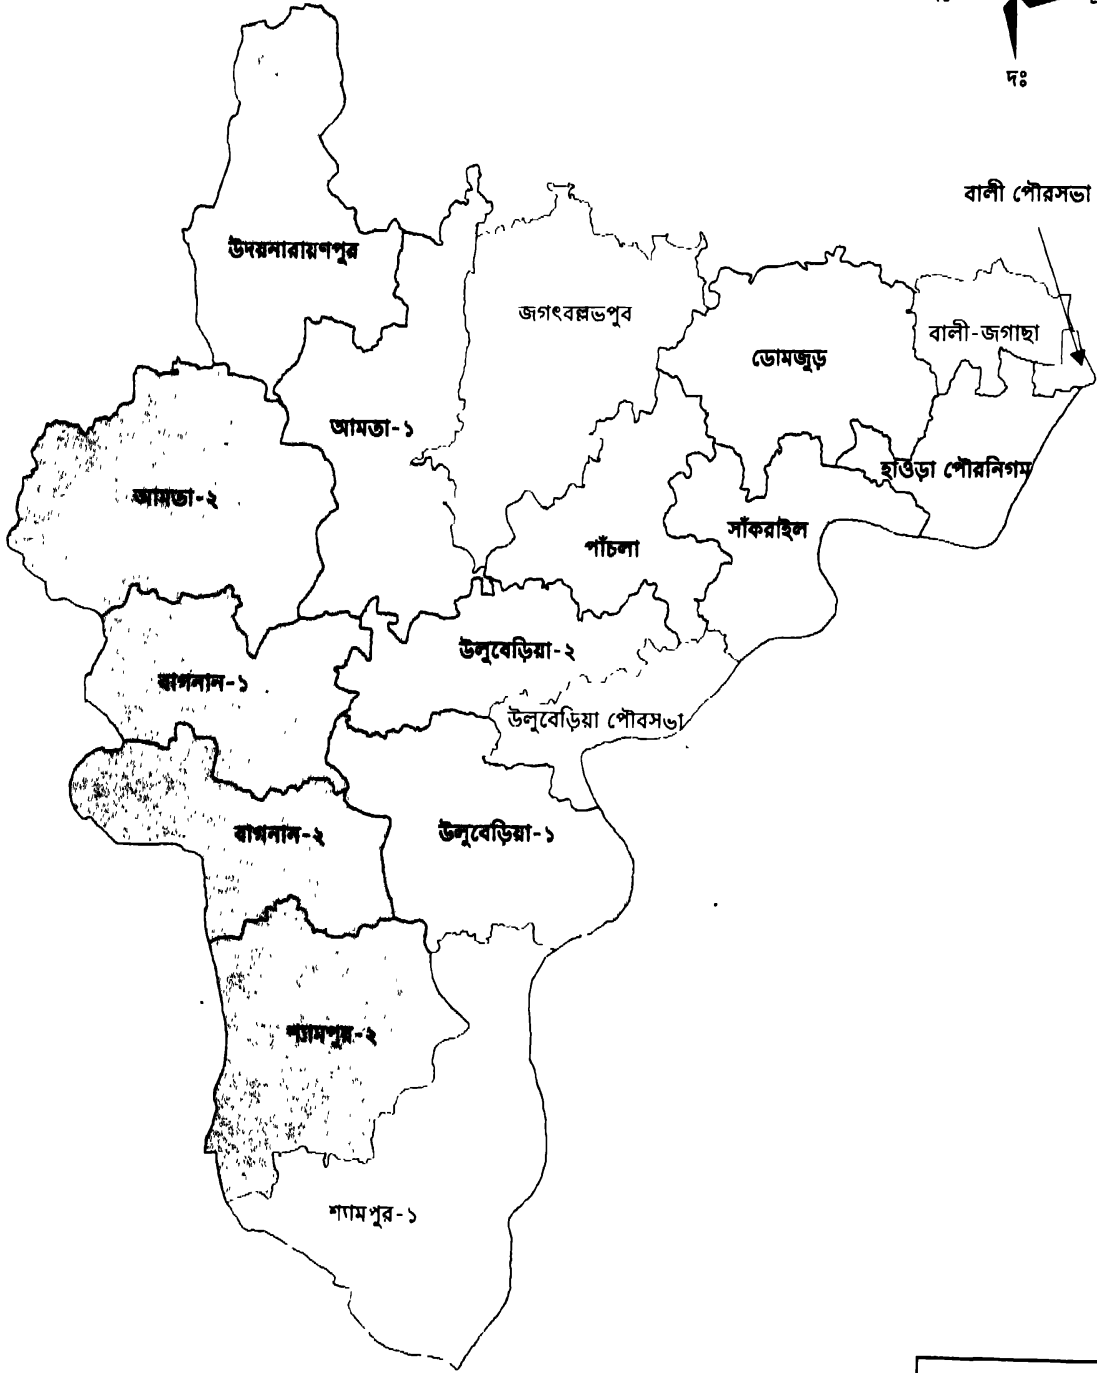 দঃ
বালী পৌরসভা
উদয়নারায়ণপুর
জগৎবল্লভপুব
বালী-জগাছা
ডোমজুড়
আমতা-১
হাওড়া পৌরনিগম
আমতা-২
সাঁকরাইল
পাঁচলা
উলুবেড়িয়া-২
বাগনান-১
উলুবেড়িয়া পৌবসভা
বাগনান-২
উলুবেড়িয়া-১
শ্যামপুর-২
শ্যামপুর-১